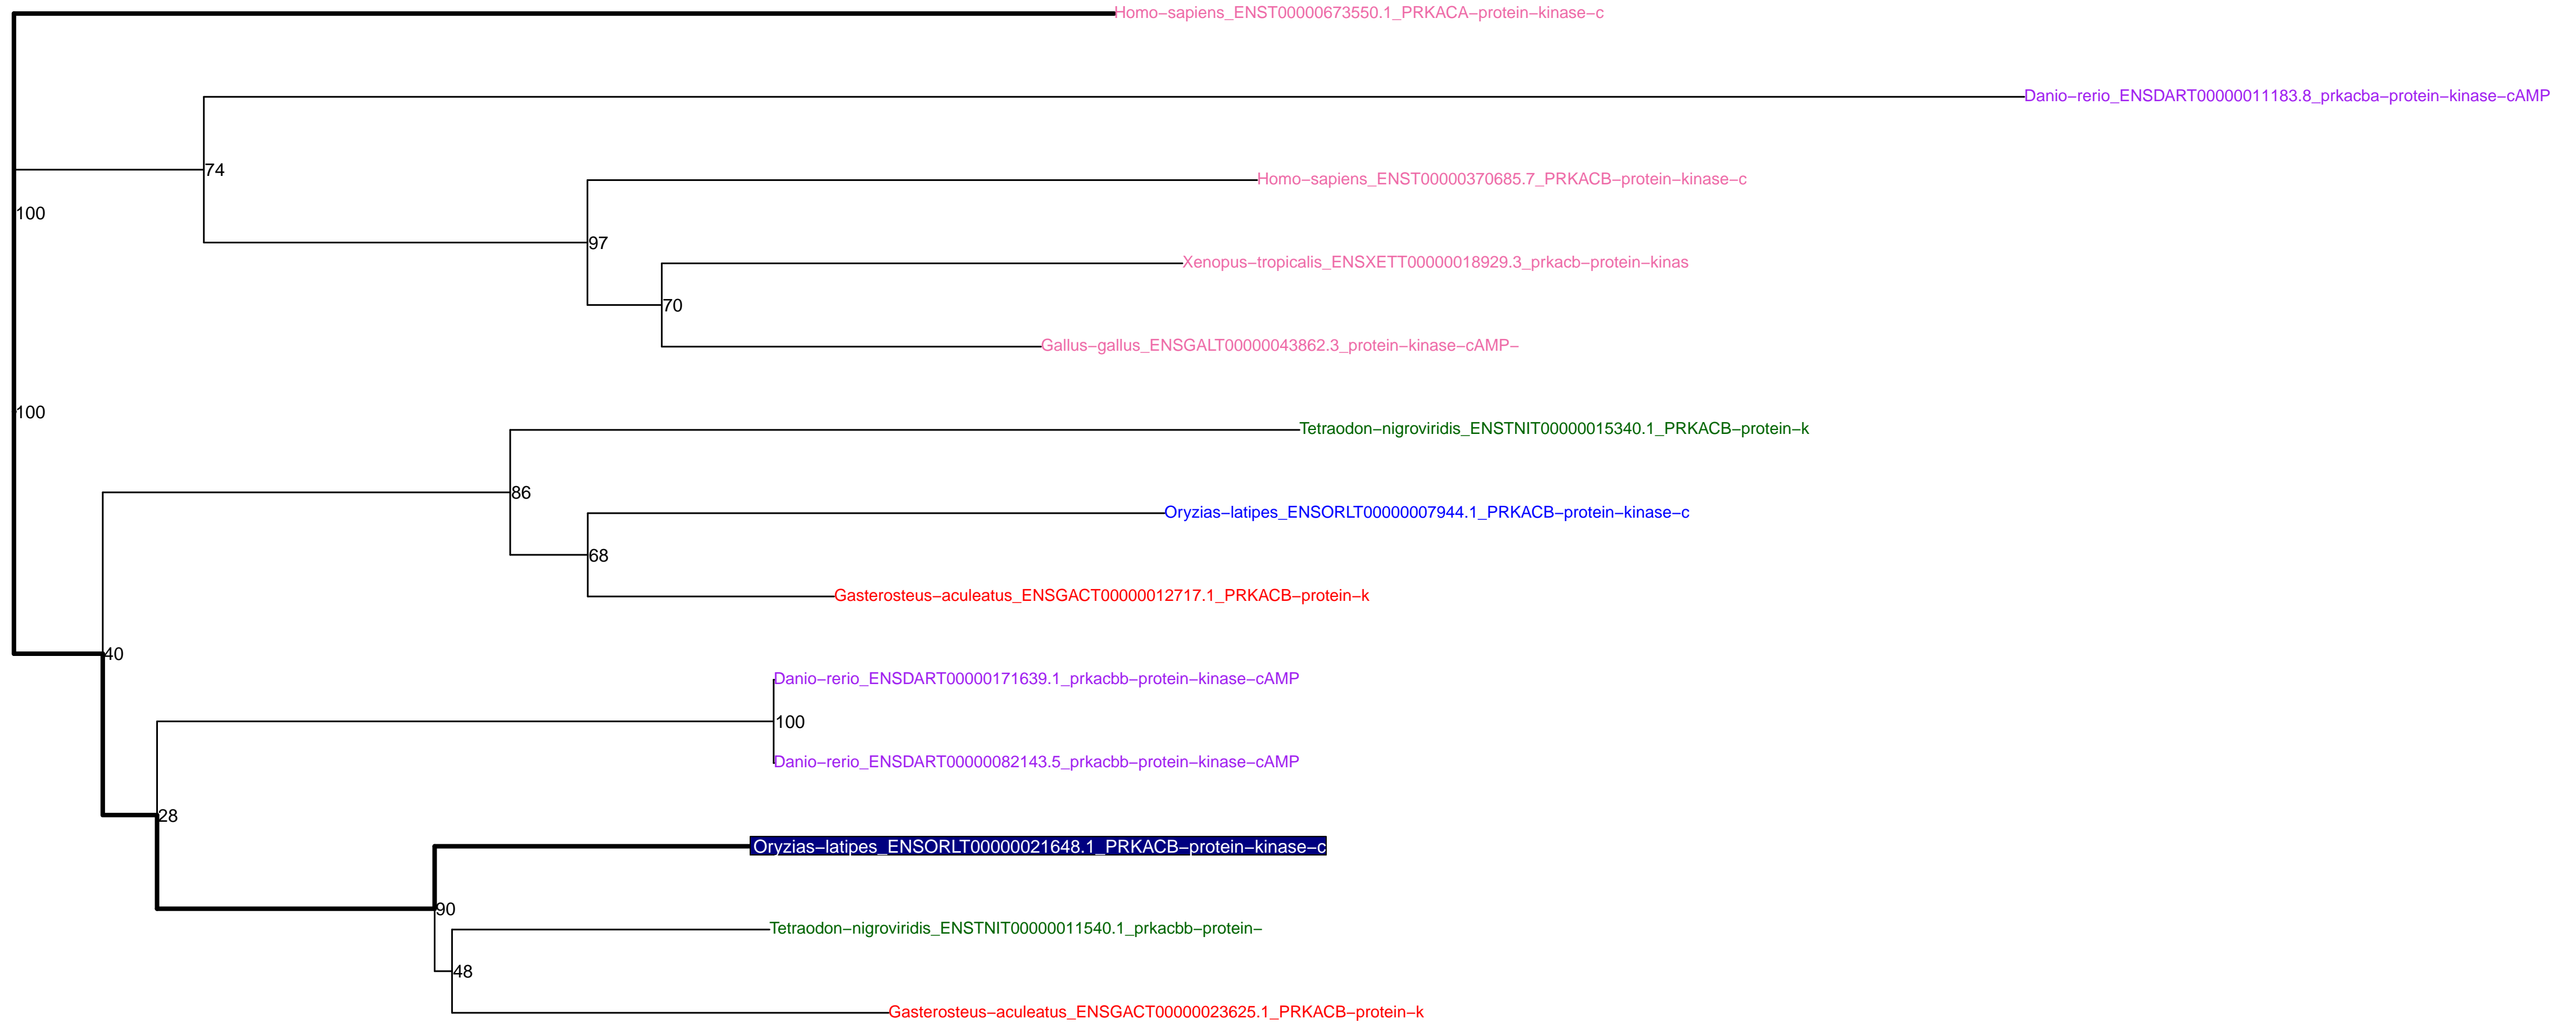 Homo−sapiens_ENST00000673550.1_PRKACA−protein−kinase−c
Danio−rerio_ENSDART00000011183.8_prkacba−protein−kinase−cAMP
74
Homo−sapiens_ENST00000370685.7_PRKACB−protein−kinase−c
100
97
Xenopus−tropicalis_ENSXETT00000018929.3_prkacb−protein−kinas
70
Gallus−gallus_ENSGALT00000043862.3_protein−kinase−cAMP−
100
Tetraodon−nigroviridis_ENSTNIT00000015340.1_PRKACB−protein−k
86
Oryzias−latipes_ENSORLT00000007944.1_PRKACB−protein−kinase−c
68
Gasterosteus−aculeatus_ENSGACT00000012717.1_PRKACB−protein−k
40
Danio−rerio_ENSDART00000171639.1_prkacbb−protein−kinase−cAMP
100
Danio−rerio_ENSDART00000082143.5_prkacbb−protein−kinase−cAMP
28
Oryzias−latipes_ENSORLT00000021648.1_PRKACB−protein−kinase−c
90
Tetraodon−nigroviridis_ENSTNIT00000011540.1_prkacbb−protein−
48
Gasterosteus−aculeatus_ENSGACT00000023625.1_PRKACB−protein−k